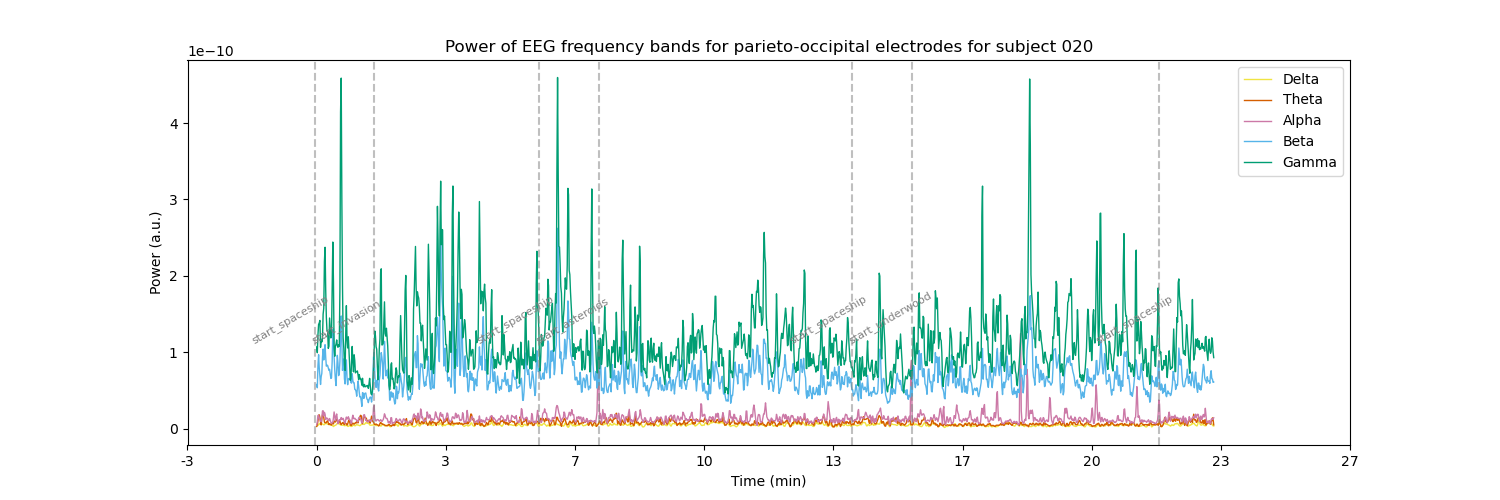 Power of EEG frequency bands for parieto-occipital electrodes for subject 020
1e−10
Delta
Theta
Alpha
Beta
Gamma
4
3
2
1
0
Power (a.u.)
start_spaceship
start_invasion
start_spaceship
start_asteroips
start_spaceship
start_underwood
start_spaceship
-3
0
3
7
10
13
17
20
23
27
Time (min)